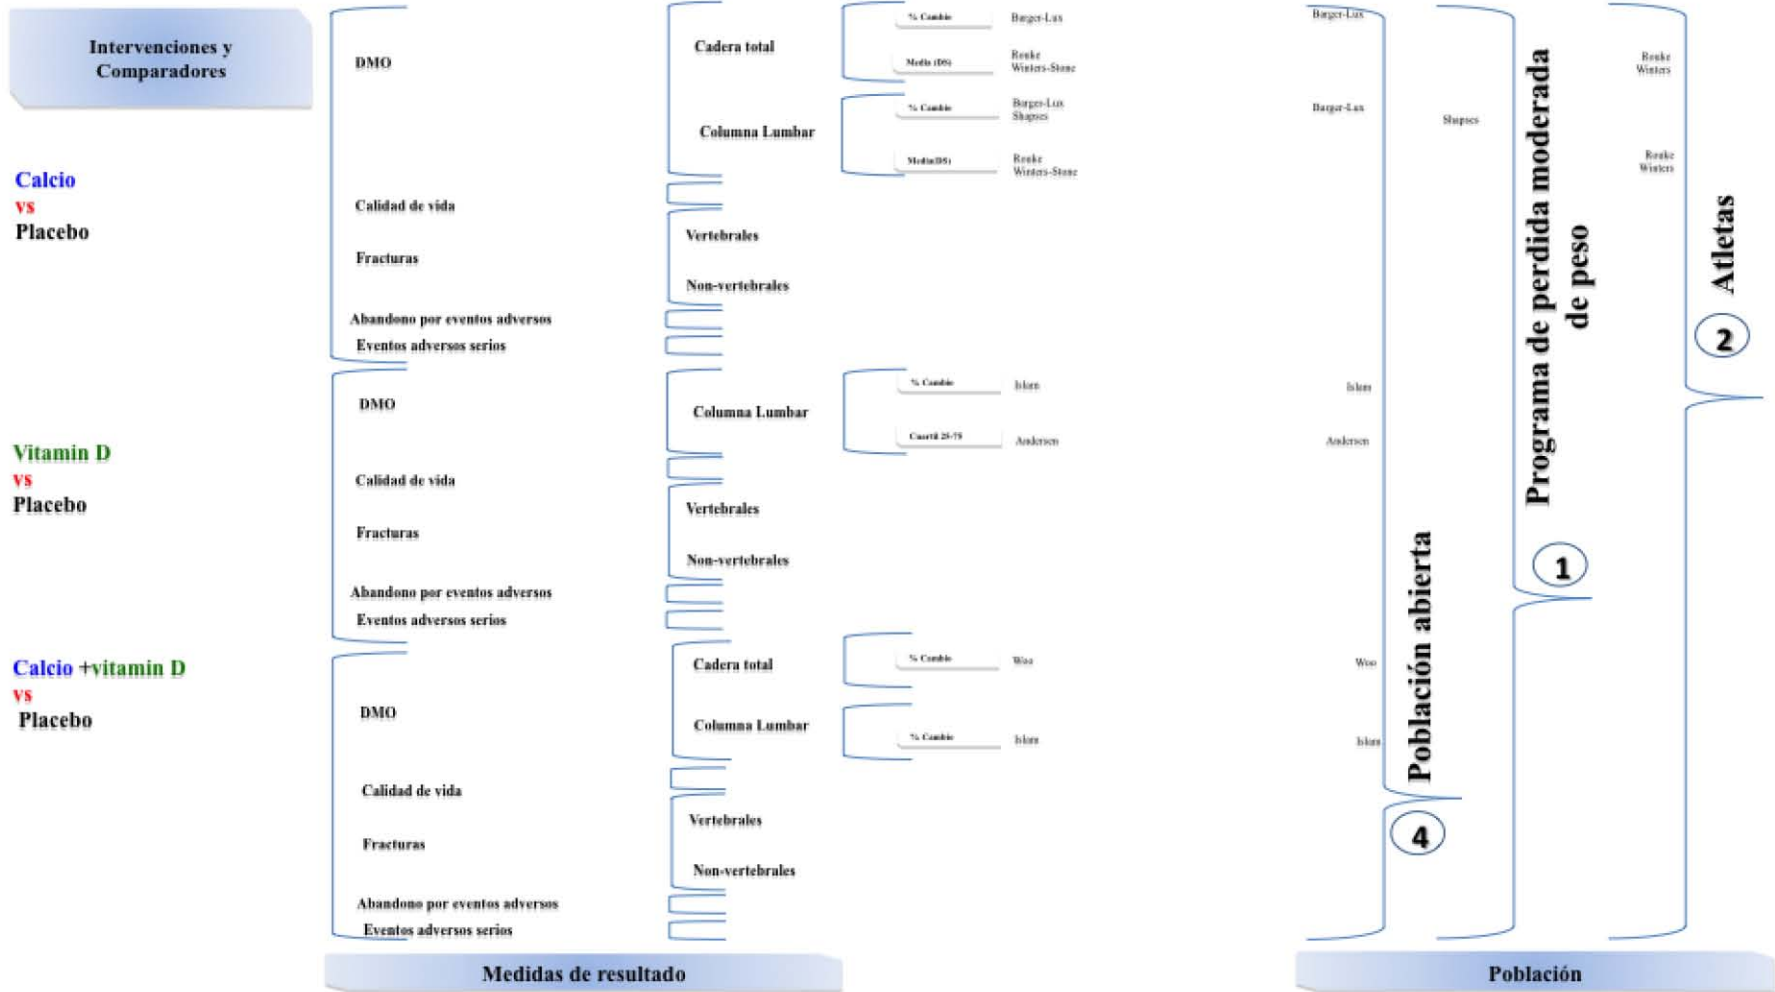 Intervenciones y
Comparadores
Calcio
vs
Placebo
DMO
Cadera total
% Cambio
Barger-Lux
Media (DS)
Rouke
Winters-Stone
Columna Lumbar
% Cambio
Barger-Lux
Shapses
Media(DS)
Rouke
Winters-Stone
Calidad de vida
Fracturas
Vertebrales
Non-vertebrales
Abandono por eventos adversos
Eventos adversos serios
Vitamin D
vs
Placebo
DMO
Columna Lumbar
% Cambio
Islam
Cuartil 25-75
Andersen
Calidad de vida
Fracturas
Vertebrales
Non-vertebrales
Abandono por eventos adversos
Eventos adversos serios
Calcio +vitamin D
vs
Placebo
DMO
Cadera total
% Cambio
Woo
Columna Lumbar
% Cambio
Islam
Calidad de vida
Fracturas
Vertebrales
Non-vertebrales
Abandono por eventos adversos
Eventos adversos serios
Medidas de resultado
Barger-Lux
Barger-Lux
Islam
Andersen
Woo
Islam
Población abierta
4
Shapses
Programa de perdida moderada
de peso
1
Rouke
Winters
Rouke
Winters
Atletas
2
Población